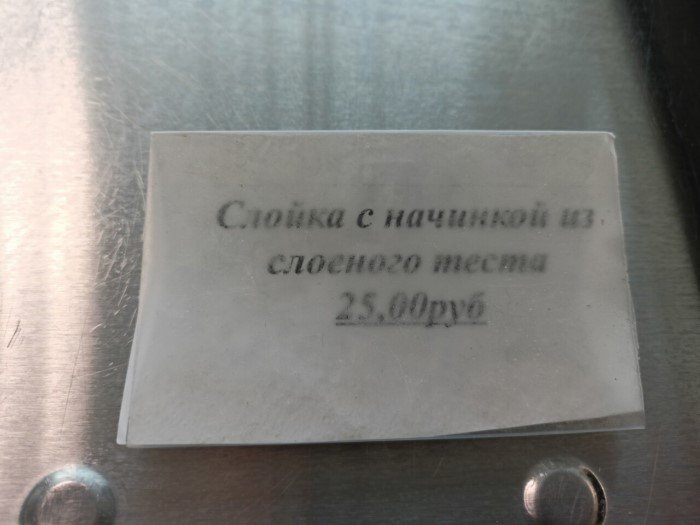 Слойка с начинкой из
слоеного теста
25,00руб